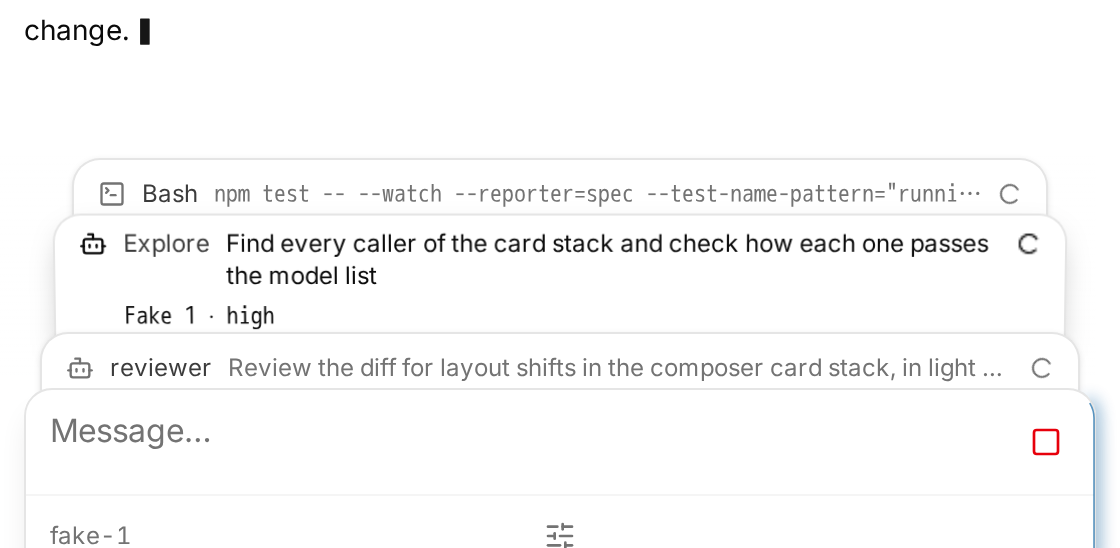 change.
Bash npm test -- --watch --reporter=spec --test-name-pattern="runni…
Explore Find every caller of the card stack and check how each one passes
the model list
Fake 1 · high
reviewer Review the diff for layout shifts in the composer card stack, in light ...
Message...
fake-1